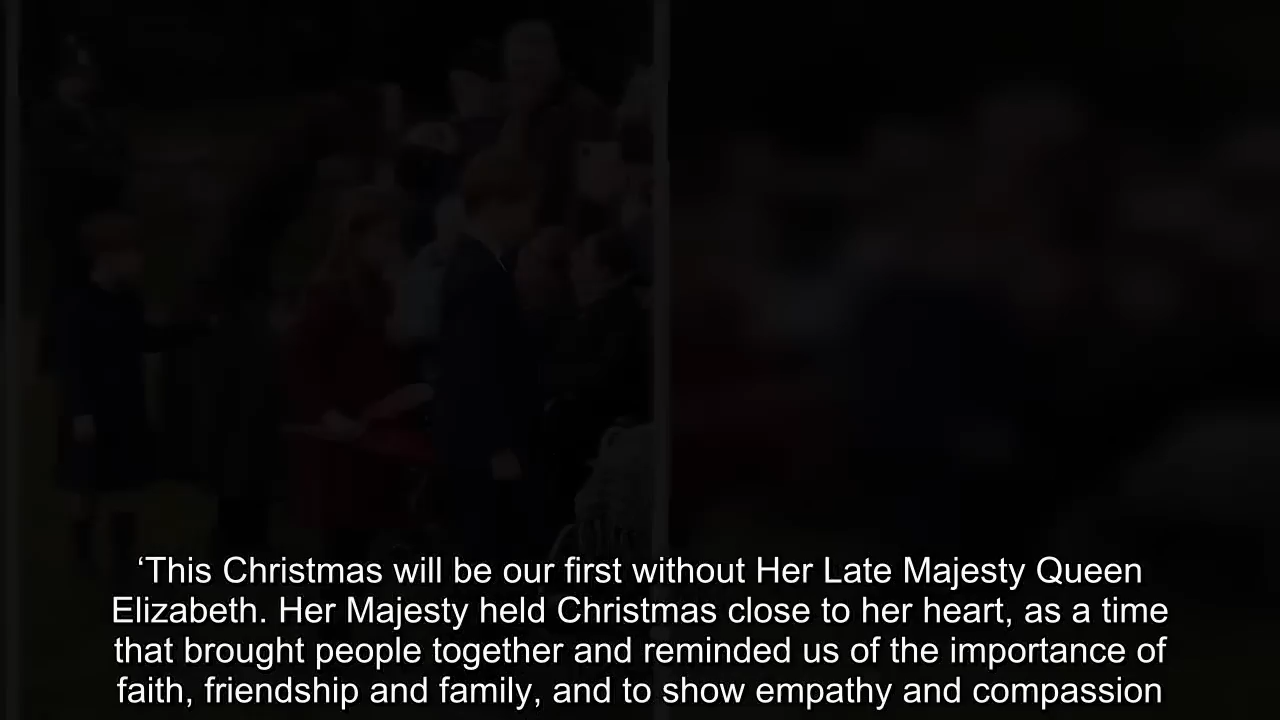 ‘This Christmas will be our first without Her Late Majesty Queen
Elizabeth. Her Majesty held Christmas close to her heart, as a time
that brought people together and reminded us of the importance of
faith, friendship and family, and to show empathy and compassion